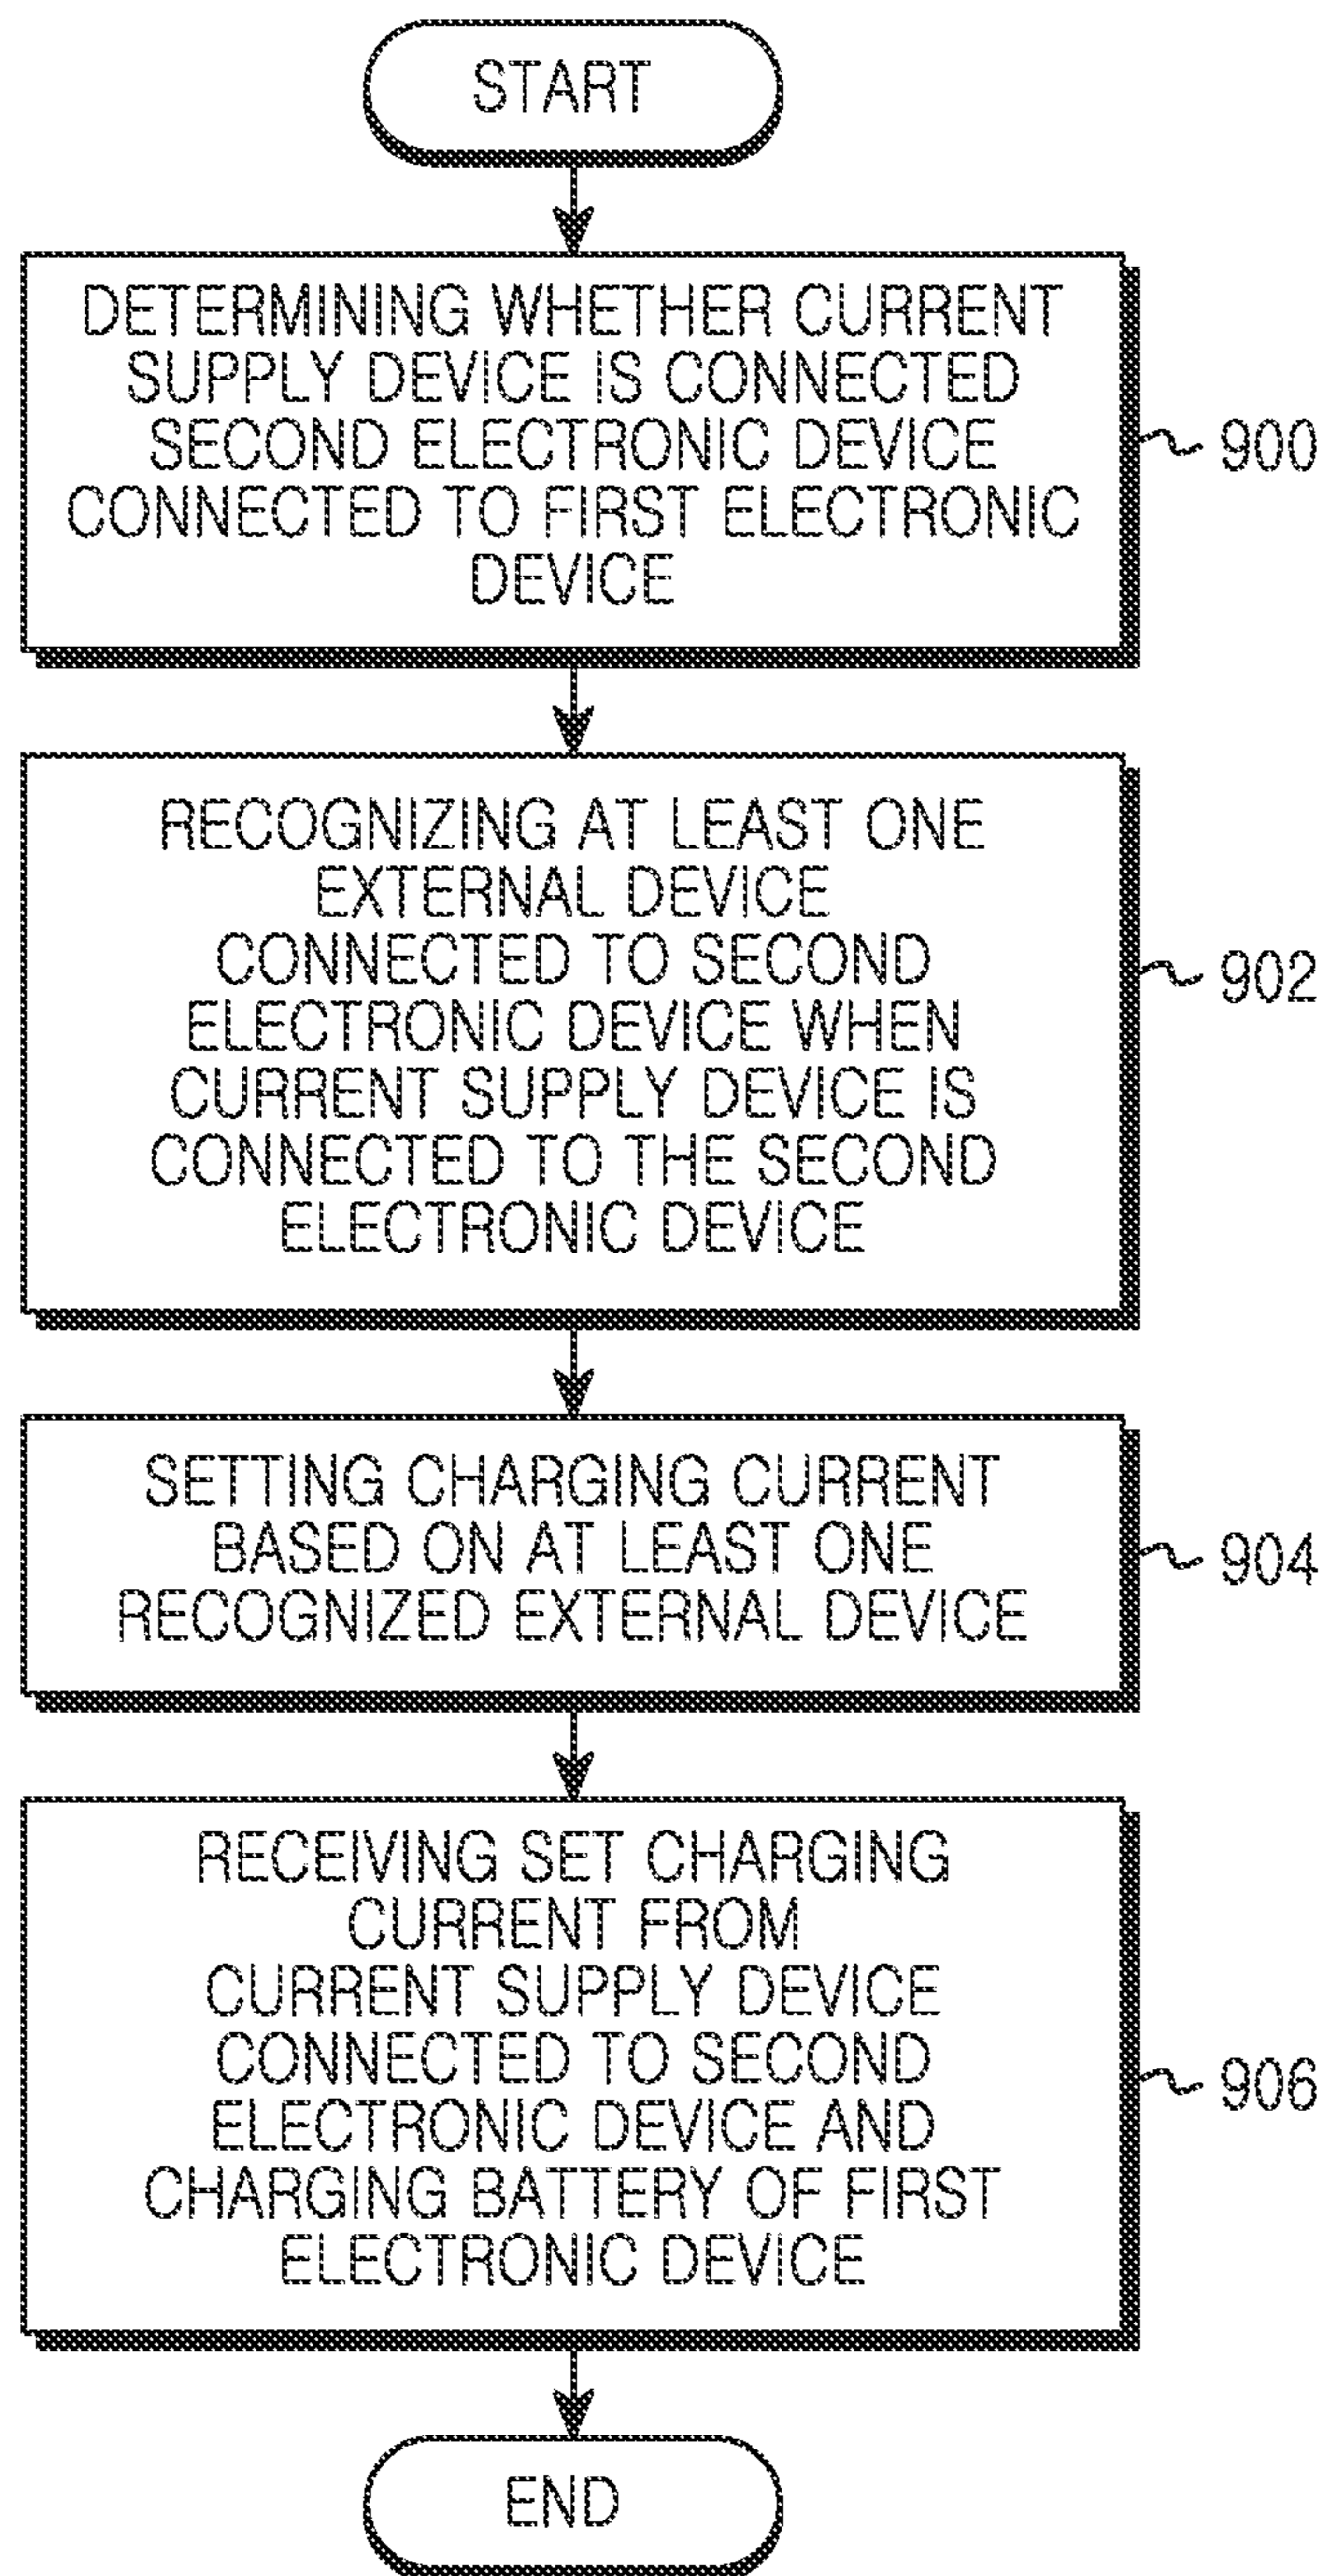 START
DETERMINING WHETHER CURRENT
SUPPLY DEVICE IS CONNECTED
SECOND ELECTRONIC DEVICE
CONNECTED TO FIRST ELECTRONIC
DEVICE
900
RECOGNIZING AT LEAST ONE
EXTERNAL DEVICE
CONNECTED TO SECOND
ELECTRONIC DEVICE WHEN
CURRENT SUPPLY DEVICE IS
CONNECTED TO THE SECOND
ELECTRONIC DEVICE
902
SETTING CHARGING CURRENT
BASED ON AT LEAST ONE
RECOGNIZED EXTERNAL DEVICE
904
RECEIVING SET CHARGING
CURRENT FROM
CURRENT SUPPLY DEVICE
CONNECTED TO SECOND
ELECTRONIC DEVICE AND
CHARGING BATTERY OF FIRST
ELECTRONIC DEVICE
906
END